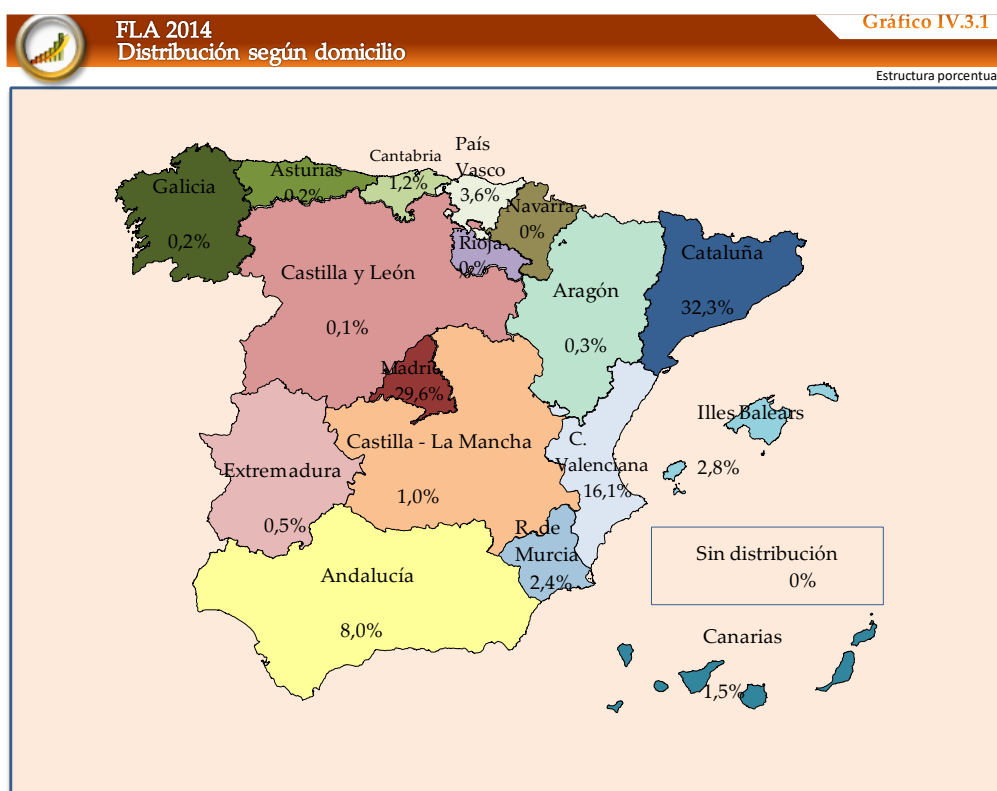 Gráfico IV.3.1
FLA 2014
Distribución según domicilio
Estructura porcentua
País
Vasco
3,6%
Cantabria
1,2%
Asturias
0,2%
Galicia
0,2%
Navarra
0%
Rioja
0%
Castilla y León
0,1%
Aragón
0,3%
Cataluña
32,3%
Madrid
29,6%
Castilla - La Mancha
1,0%
C.
Valenciana
16,1%
Illes Balears
2,8%
Extremadura
0,5%
R. de
Murcia
2,4%
Andalucía
8,0%
Sin distribución
0%
Canarias
1,5%